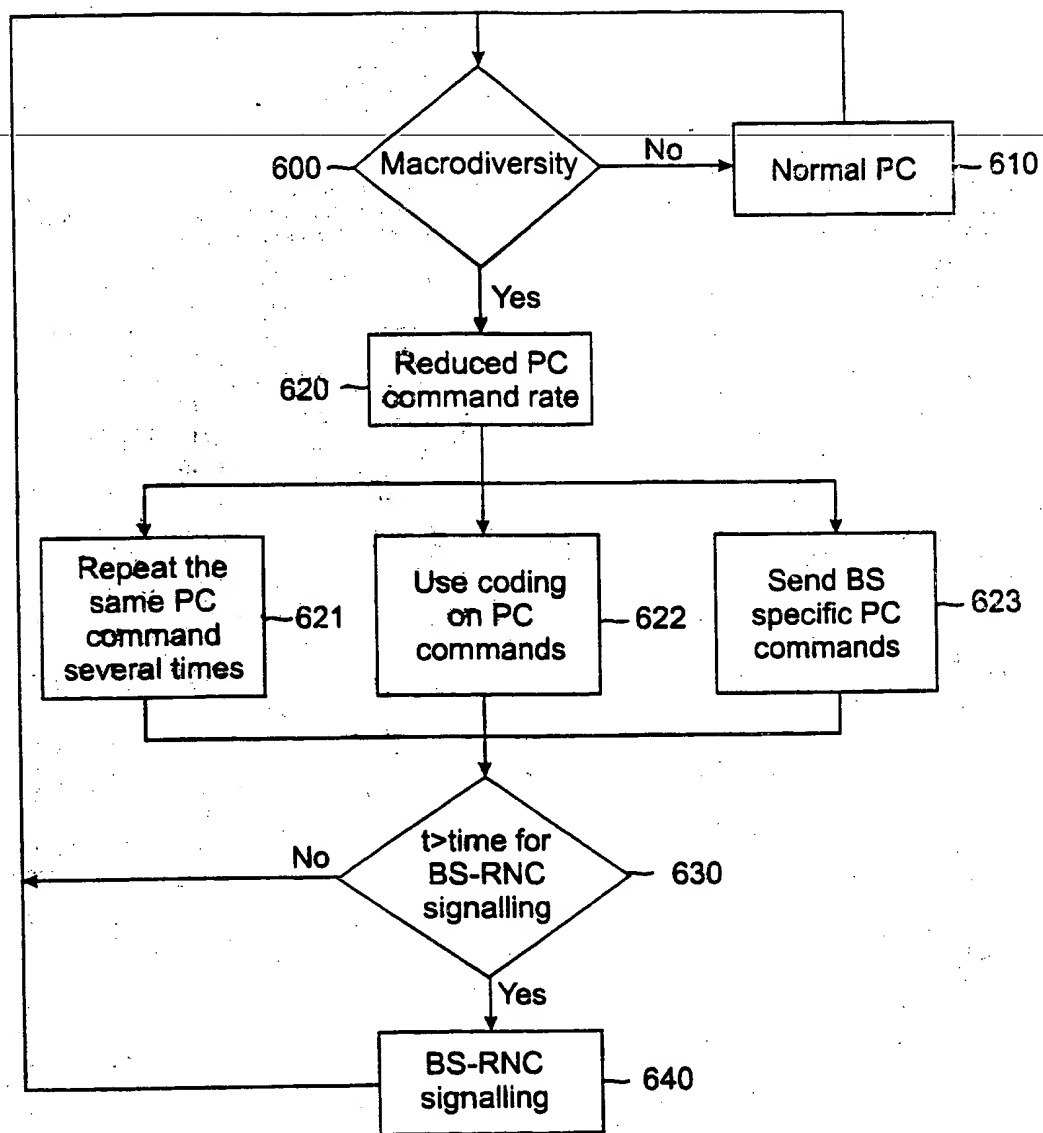 600
Macrodiversity
No
Normal PC
610
Yes
620
Reduced PC
command rate
Repeat the
same PC
command
several times
621
Use coding
on PC
commands
622
Send BS
specific PC
commands
623
No
t>time for
BS-RNC
signalling
630
Yes
BS-RNC
signalling
640